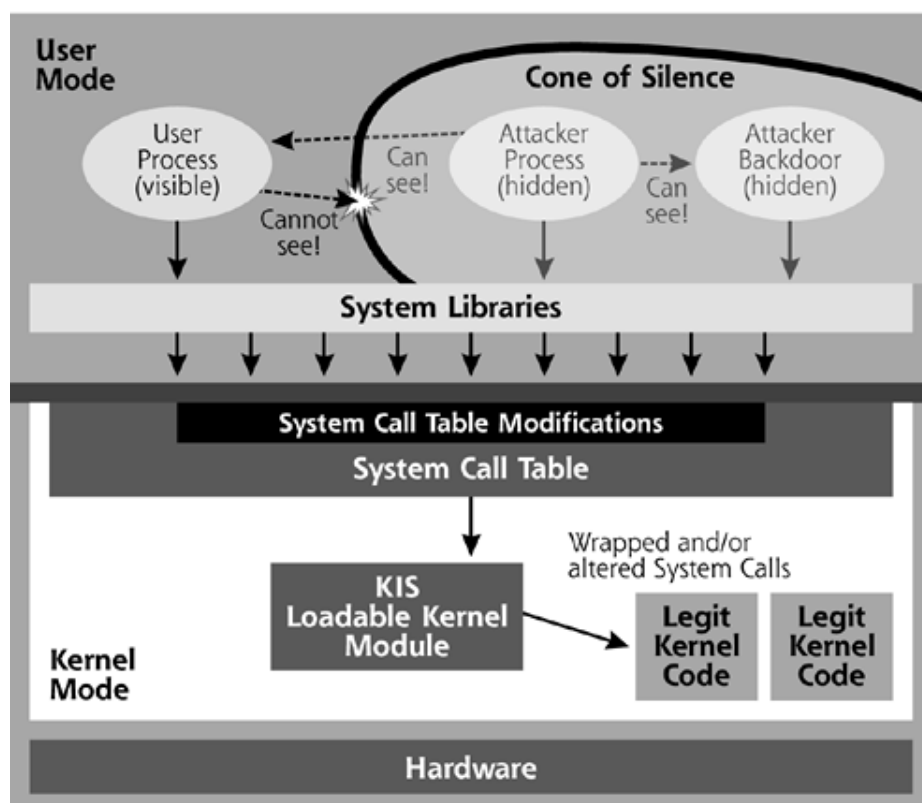 User
Mode
Cone of Silence
User
Process
(visible)
Can
see!
Attacker
Process
(hidden)
Can
see!
Attacker
Backdoor
(hidden)
Cannot
see!
System Libraries
System Call Table Modifications
System Call Table
Wrapped and/or
altered System Calls
KIS
Loadable Kernel
Module
Legit
Kernel
Code
Legit
Kernel
Code
Kernel
Mode
Hardware